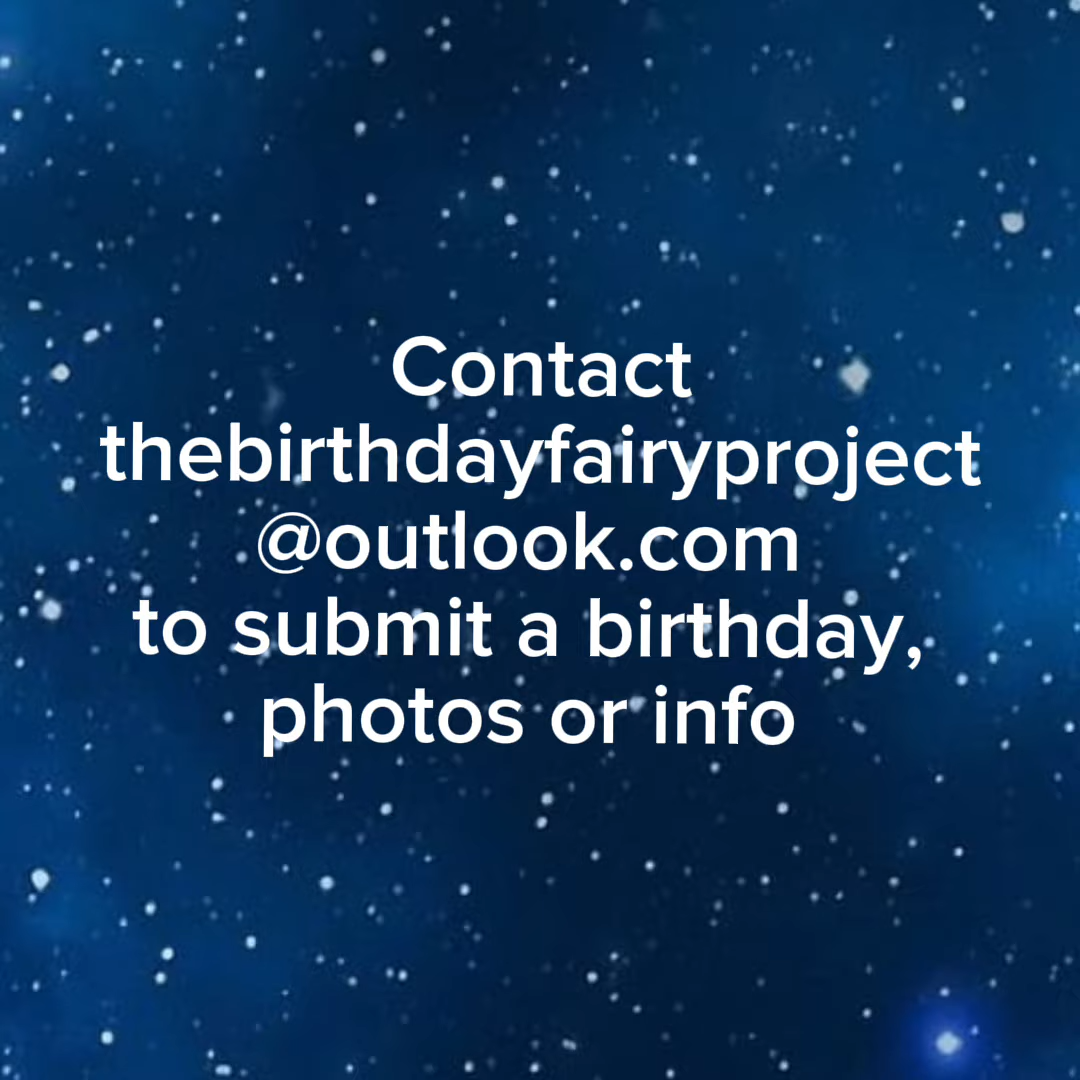 Contact
thebirthdayfairyproject
@outlook.com
to submit a birthday,
photos or info